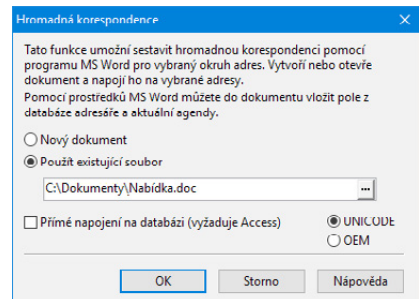 Hromadná korespondence
Tato funkce umožní sestavit hromadnou korespondenci pomocí
programu MS Word pro vybraný okruh adres. Vytvoří nebo otevře
dokument a napojí ho na vybrané adresy.
Pomocí prostředků MS Word můžete do dokumentu vložit pole z
databáze adresáře a aktuální agendy.
Nový dokument
Použít existující soubor
C:\Dokumenty\Nabídka.doc ...
Přímé napojení na databázi (vyžaduje Access) UNICODE
OEM
OK Storno Nápověda